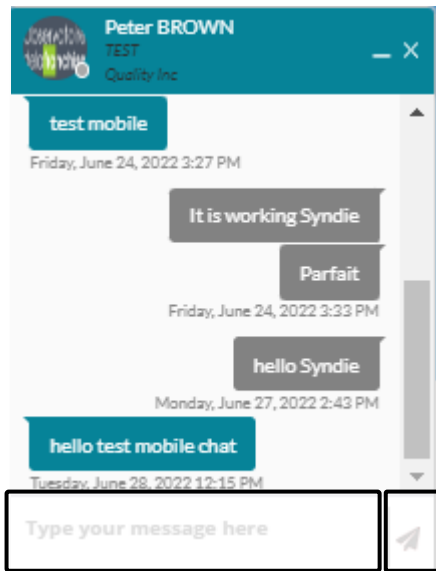 Peter BROWN
TEST
Quality Inc
test mobile
Friday, June 24, 2022 3:27 PM
It is working Syndie
Parfait
Friday, June 24, 2022 3:33 PM
hello Syndie
Monday, June 27, 2022 2:43 PM
hello test mobile chat
Tuesday, June 28, 2022 12:15 PM
Type your message here